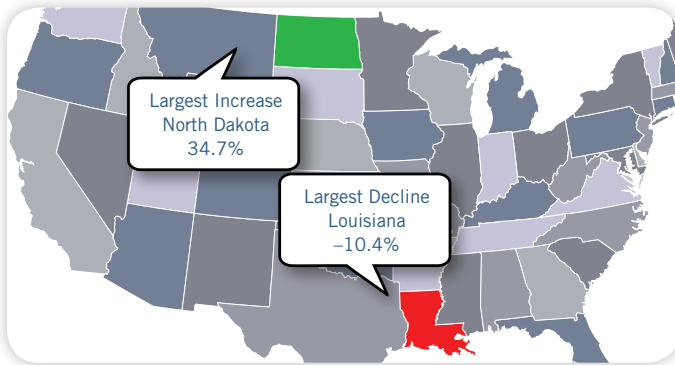 Largest Increase
North Dakota
34.7%
Largest Decline
Louisiana
–10.4%